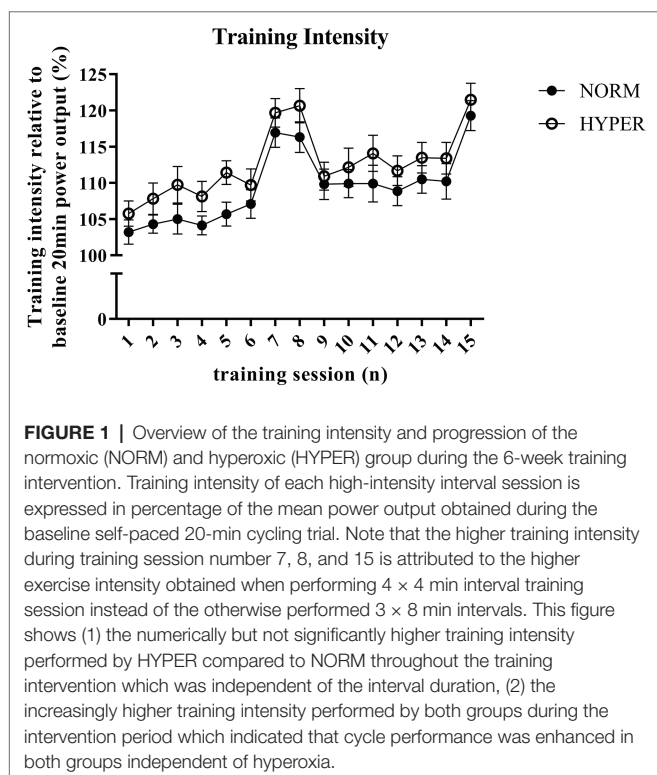 Training Intensity
Training intensity relative to
baseline 20min power output (%)
125
120
115
110
105
100
0
1 2 3 4 5 6 7 8 9 10 11 12 13 14 15
training session (n)
NORM
HYPER
FIGURE 1 | Overview of the training intensity and progression of the
normoxic (NORM) and hyperoxic (HYPER) group during the 6-week training
intervention. Training intensity of each high-intensity interval session is
expressed in percentage of the mean power output obtained during the
baseline self-paced 20-min cycling trial. Note that the higher training intensity
during training session number 7, 8, and 15 is attributed to the higher
exercise intensity obtained when performing 4 × 4 min interval training
session instead of the otherwise performed 3 × 8 min intervals. This figure
shows (1) the numerically but not significantly higher training intensity
performed by HYPER compared to NORM throughout the training
intervention which was independent of the interval duration, (2) the
increasingly higher training intensity performed by both groups during the
intervention period which indicated that cycle performance was enhanced in
both groups independent of hyperoxia.